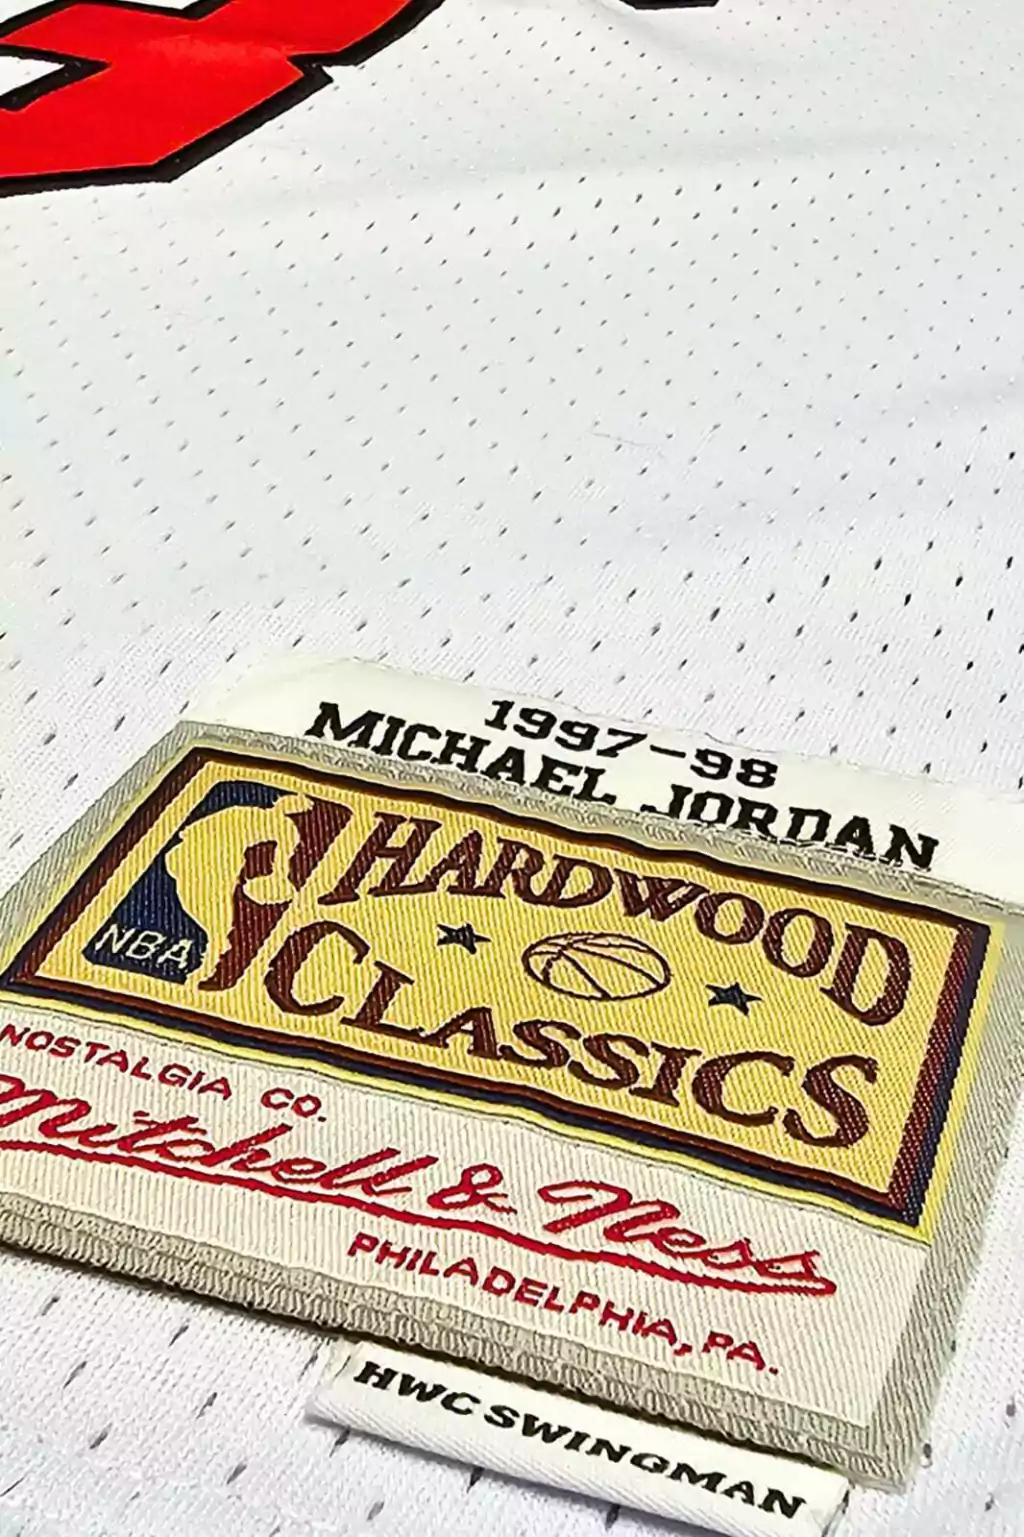 1997-98
MICHAEL JORDAN
HARDWOOD
CLASSICS
NBA
NOSTALGIA CO.
Mitchell & Ness
PHILADELPHIA, PA.
HWC SWINGMAN